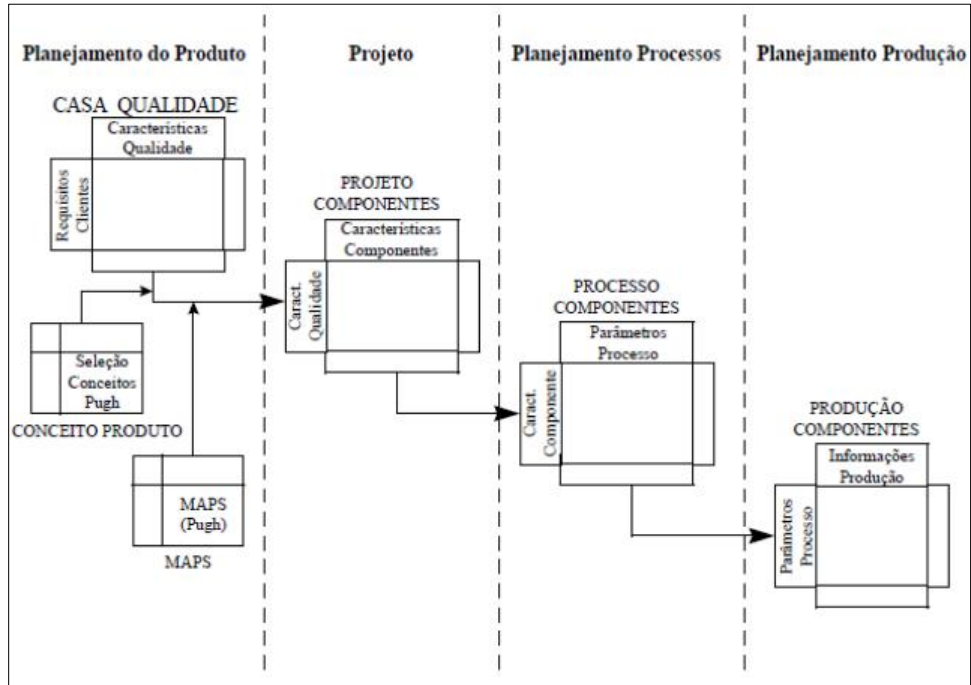 Planejamento do Produto
Projeto
Planejamento Processos
Planejamento Produção
CASA QUALIDADE
Características
Qualidade
Requisitos
Clientes
Seleção
Conceitos
Pugh
CONCEITO PRODUTO
MAPS
(Pugh)
MAPS
PROJETO
COMPONENTES
Características
Componentes
Caract.
Qualidade
PROCESSO
COMPONENTES
Parâmetros
Processo
Caract.
Componente
PRODUÇÃO
COMPONENTES
Informações
Produção
Parâmetros
Processo